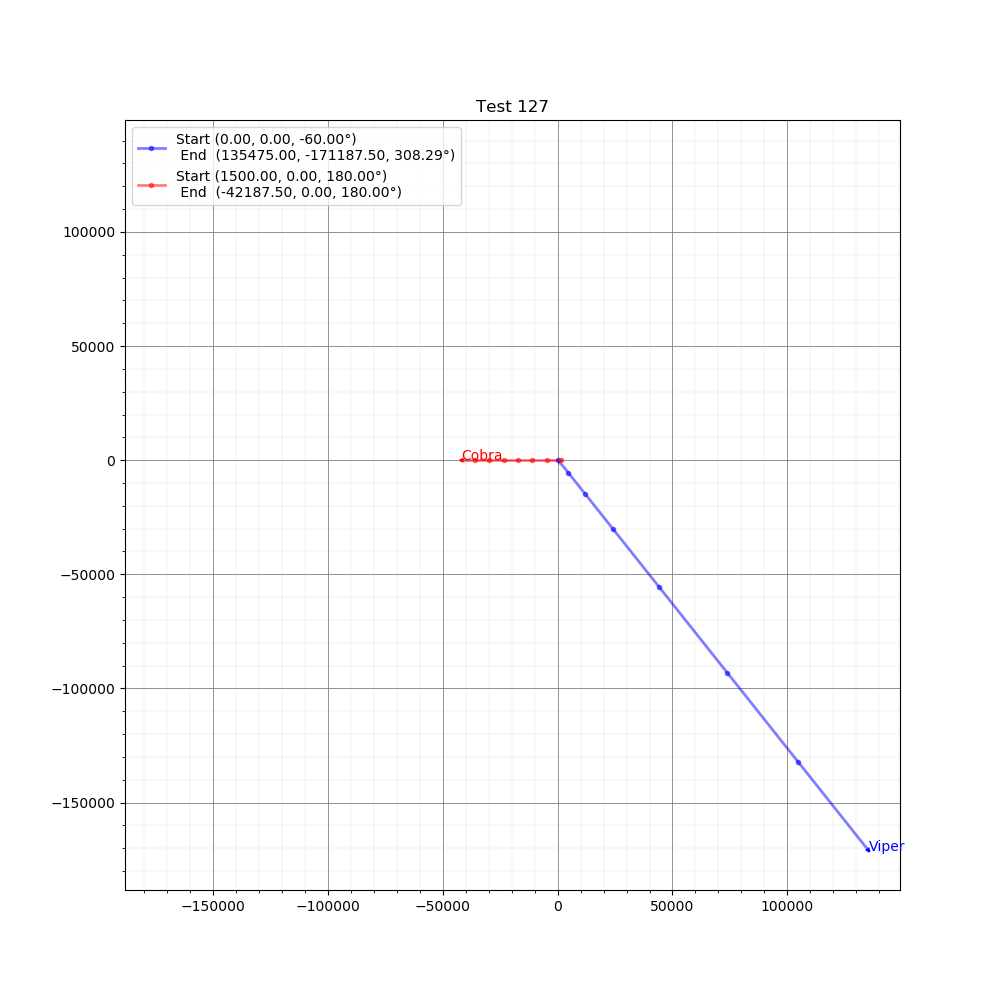 Test 127
Start (0.00, 0.00, -60.00°)
End  (135475.00, -171187.50, 308.29°)
Start (1500.00, 0.00, 180.00°)
End  (-42187.50, 0.00, 180.00°)
100000
50000
0
−50000
−100000
−150000
Cobra
Viper
−150000 −100000 −50000 0 50000 100000